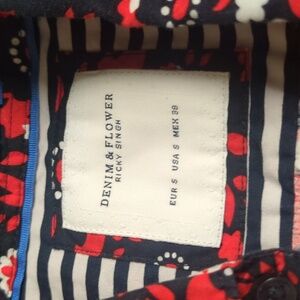 DENIM & FLOWER
RICKY SINGH
EUR S USA S MEX 38